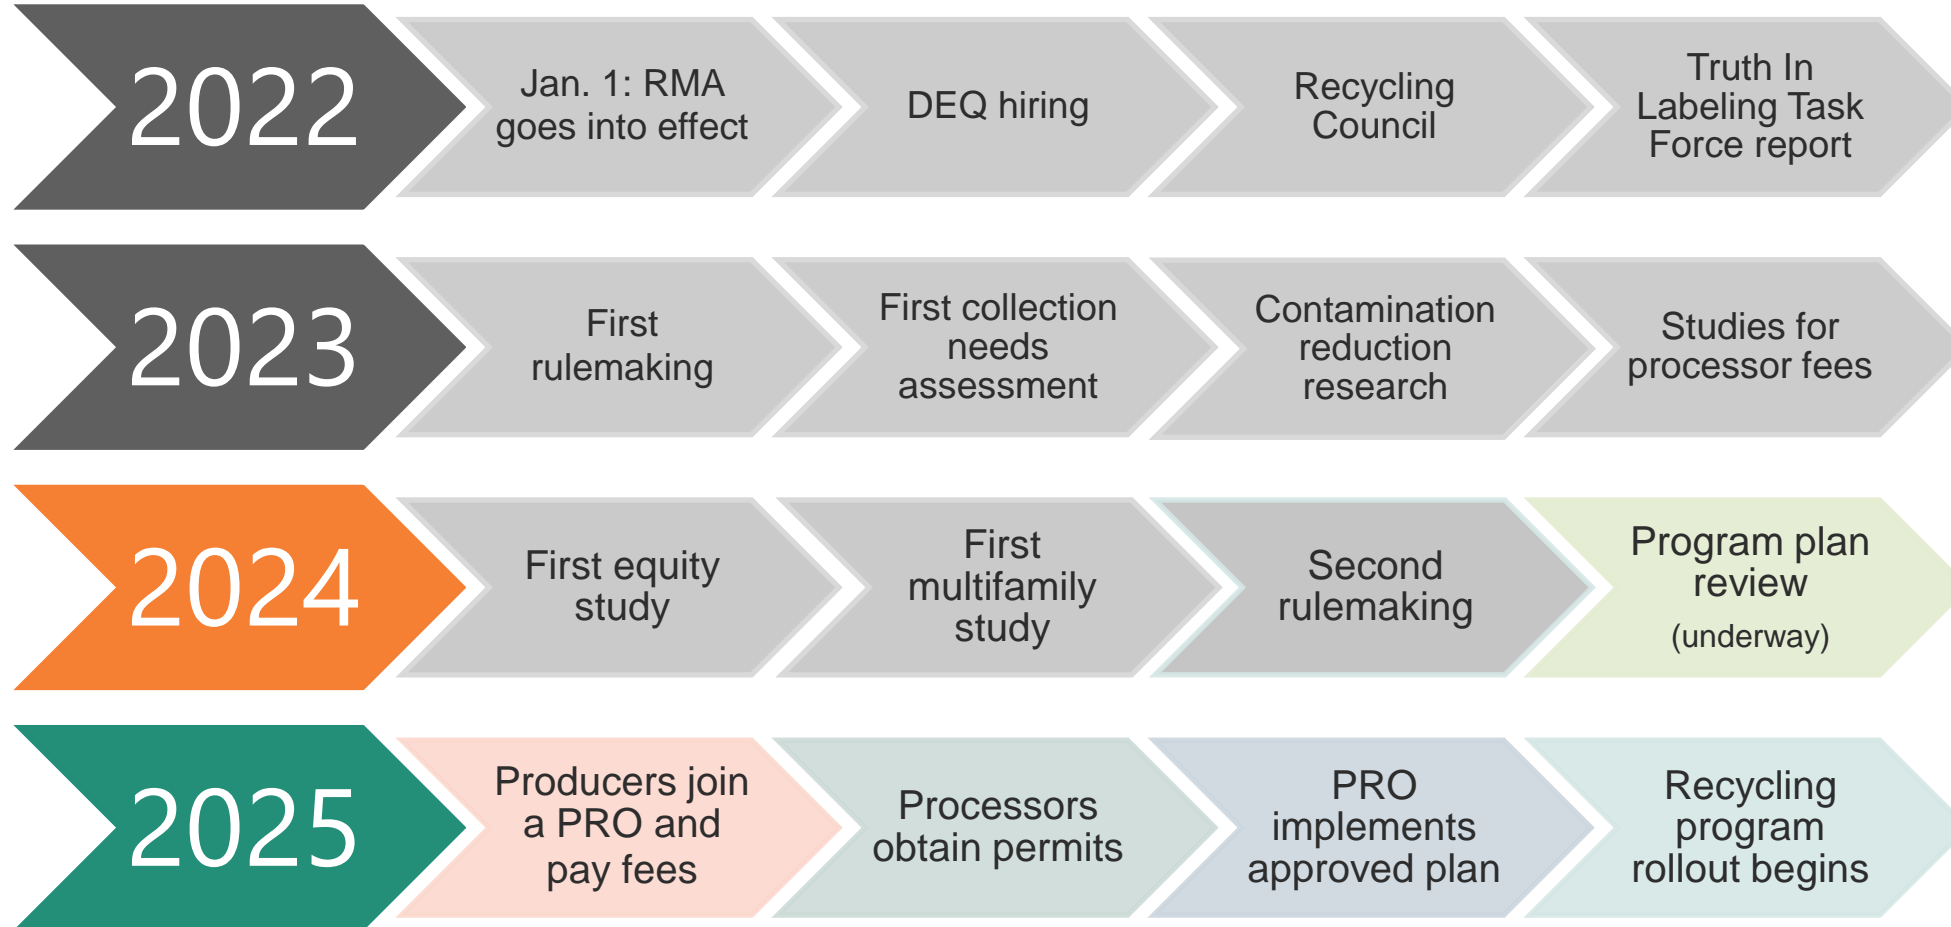 2022
Jan. 1: RMA
goes into effect
DEQ hiring
Recycling
Council
Truth In
Labeling Task
Force report
2023
First
rulemaking
First collection
needs
assessment
Contamination
reduction
research
Studies for
processor fees
2024
First equity
study
First
multifamily
study
Second
rulemaking
Program plan
review
(underway)
2025
Producers join
a PRO and
pay fees
Processors
obtain permits
PRO
implements
approved plan
Recycling
program
rollout begins